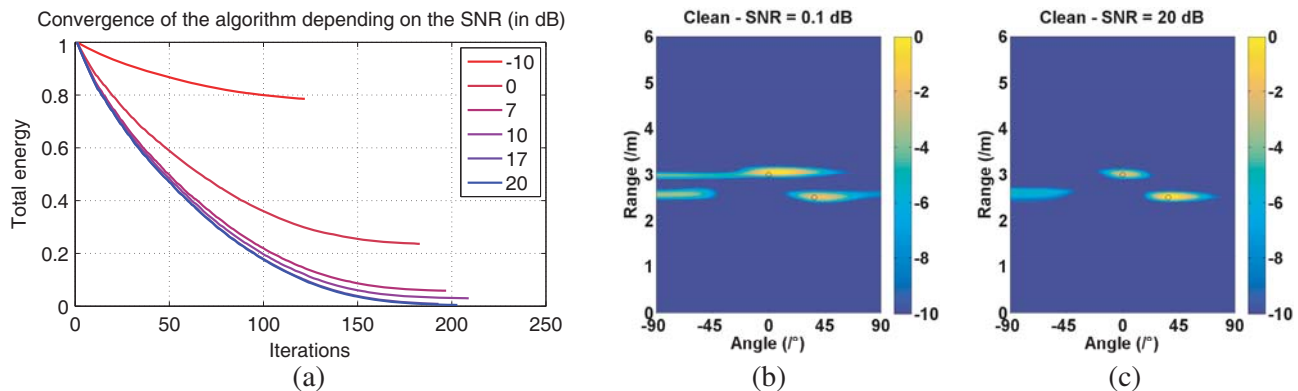 Convergence of the algorithm depending on the SNR (in dB)
1
0.8
0.6
0.4
0.2
0
Total energy
-10
0
7
10
17
20
0 50 100 150 200 250
Iterations
(a)
Clean - SNR = 0.1 dB
6
5
4
3
2
1
0
Range (/m)
-90 -45 0 45 90
Angle (/°)
0
-2
-4
-6
-8
-10
(b)
Clean - SNR = 20 dB
6
5
4
3
2
1
0
Range (/m)
-90 -45 0 45 90
Angle (/°)
0
-2
-4
-6
-8
-10
(c)